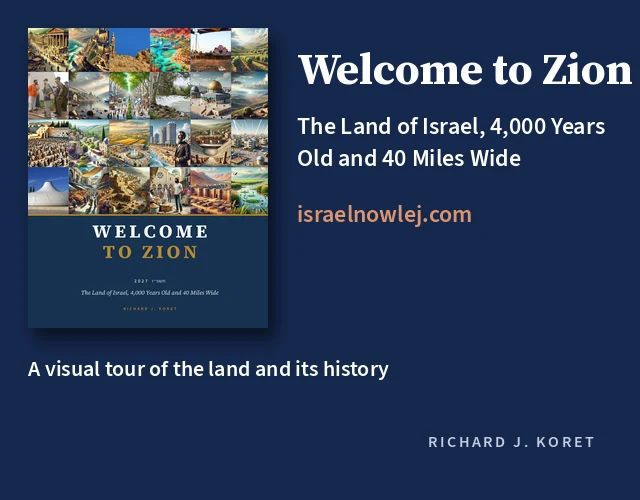 Welcome to Zion
The Land of Israel, 4,000 Years
Old and 40 Miles Wide
israelnowlej.com
WELCOME
TO ZION
2027
The Land of Israel, 4,000 Years Old and 40 Miles Wide
RICHARD J. KORET
A visual tour of the land and its history
RICHARD J. KORET